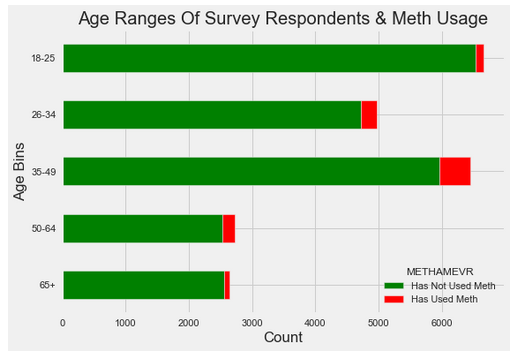 Age Ranges Of Survey Respondents & Meth Usage
18-25
26-34
35-49
50-64
65+
Age Bins
METHAMEVR
Has Not Used Meth
Has Used Meth
0 1000 2000 3000 4000 5000 6000
Count